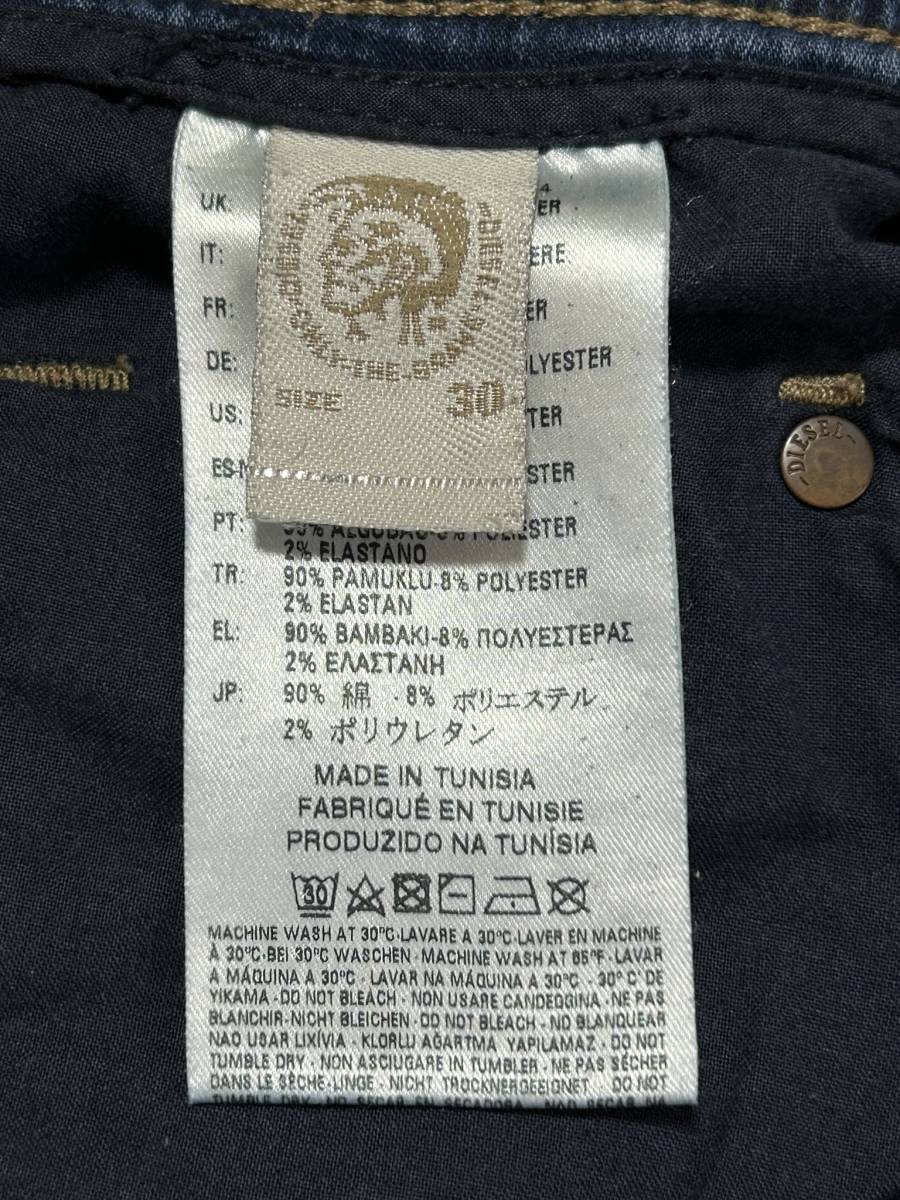 UK:
ER
IT:
ERE
FR:
ER
DE:
LYESTER
US:
TER
STER
PT:
STER
2% ELASTANO
TR: 90% PAMUKLU-8% POLYESTER
2% ELASTAN
EL: 90% BAMBAKI-8% ΠΟΛΥΕΣΤΕΡΑΣ
2% ΕΛΑΣΤΑΝΗ
JP: 90% 綿 · 8% ポリエステル
2% ポリウレタン
DIESEL
SIZE 30
DIESEL
MADE IN TUNISIA
FABRIQUÉ EN TUNISIE
PRODUZIDO NA TUNÍSIA
30
MACHINE WASH AT 30°C·LAVARE A 30°C·LAVER EN MACHINE
À 30°C·BEI 30°C WASCHEN · MACHINE WASH AT 85°F · LAVAR
A MÁQUINA A 30°C · LAVAR NA MÁQUINA A 30°C · 30°C' DE
YIKAMA · DO NOT BLEACH · NON USARE CANDEGGINA · NE PAS
BLANCHIR·NICHT BLEICHEN · DO NOT BLEACH · NO BLANQUEAR
NAO USAR LIXÍVIA · KLORLU AĞARTMA YAPILAMAZ · DO NOT
TUMBLE DRY · NON ASCIUGARE IN TUMBLER · NE PAS SÉCHER
DANS LE SÈCHE-LINGE · NICHT TROCKNERGEEIGNET · DO NOT